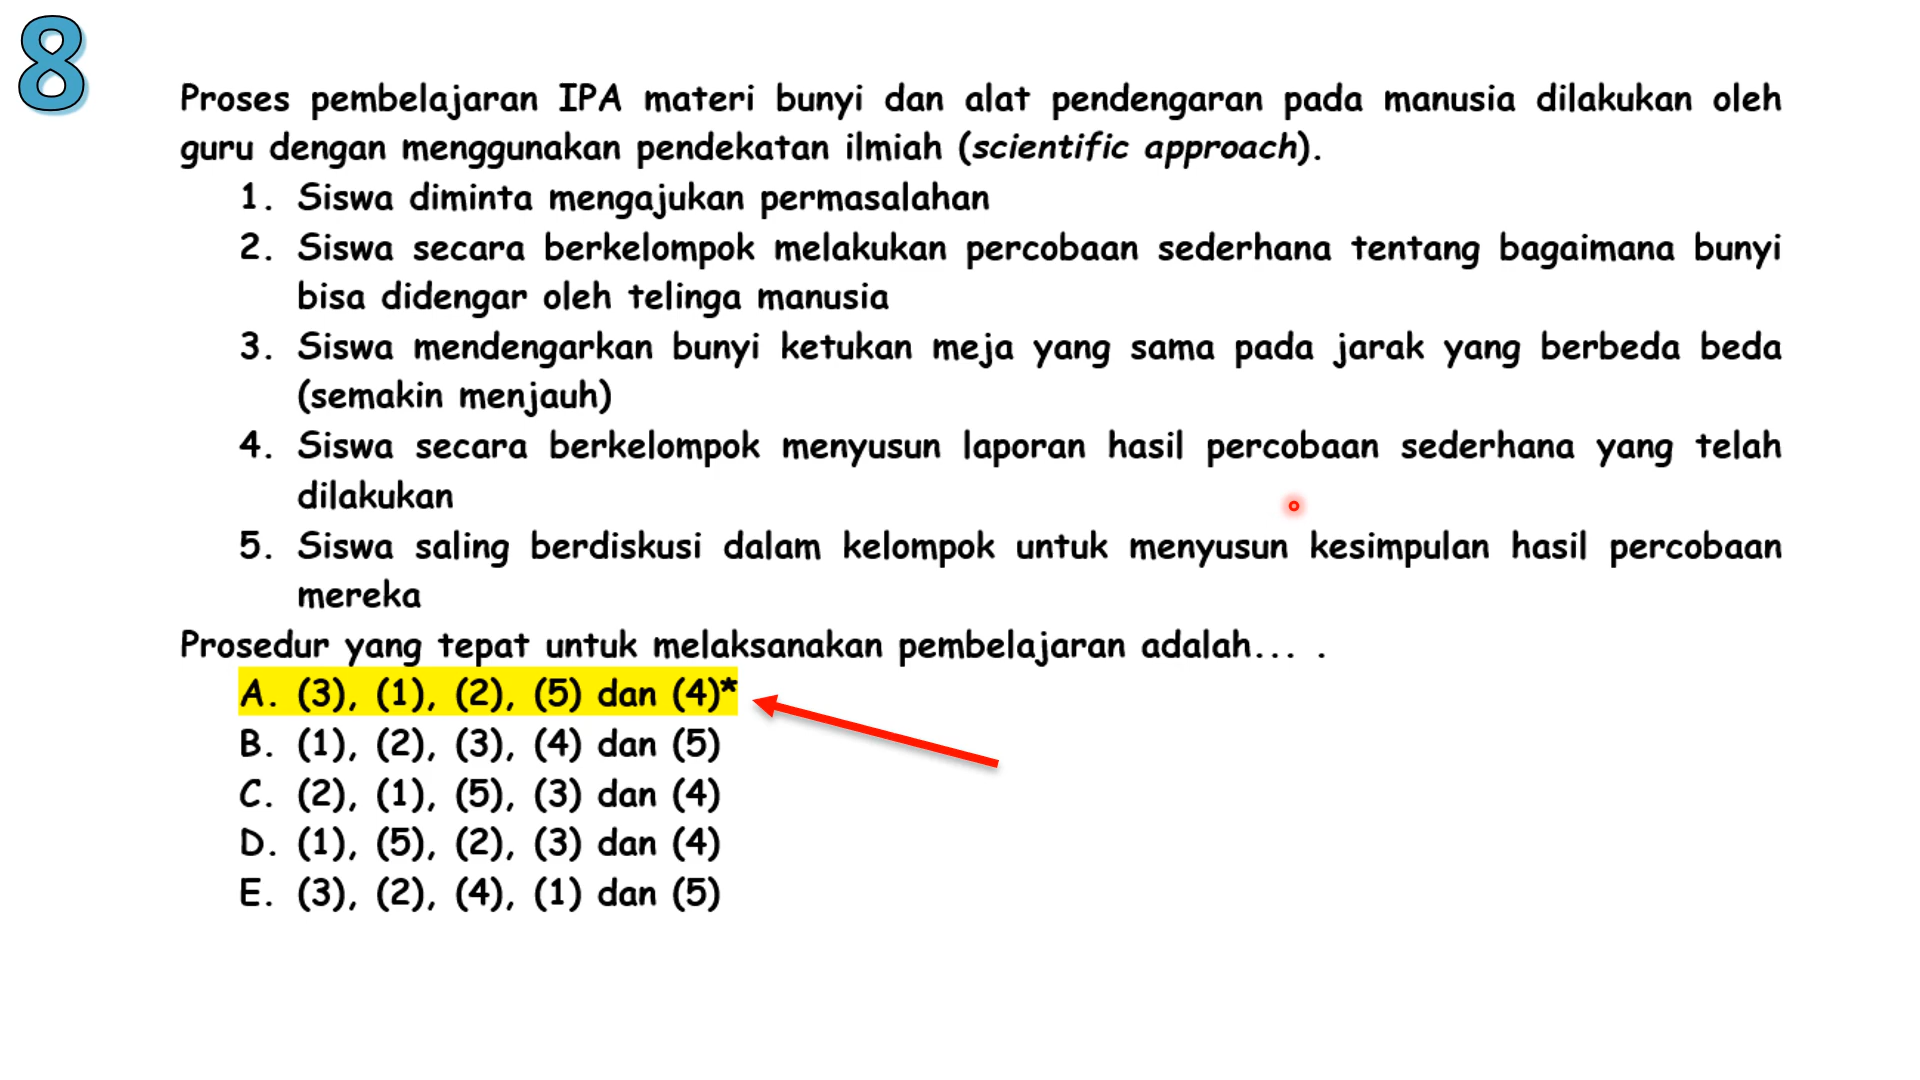 8
Proses pembelajaran IPA materi bunyi dan alat pendengaran pada manusia dilakukan oleh
guru dengan menggunakan pendekatan ilmiah (scientific approach).
1. Siswa diminta mengajukan permasalahan
2. Siswa secara berkelompok melakukan percobaan sederhana tentang bagaimana bunyi
bisa didengar oleh telinga manusia
3. Siswa mendengarkan bunyi ketukan meja yang sama pada jarak yang berbeda beda
(semakin menjauh)
4. Siswa secara berkelompok menyusun laporan hasil percobaan sederhana yang telah
dilakukan
5. Siswa saling berdiskusi dalam kelompok untuk menyusun kesimpulan hasil percobaan
mereka
Prosedur yang tepat untuk melaksanakan pembelajaran adalah... .
A. (3), (1), (2), (5) dan (4)*
B. (1), (2), (3), (4) dan (5)
C. (2), (1), (5), (3) dan (4)
D. (1), (5), (2), (3) dan (4)
E. (3), (2), (4), (1) dan (5)